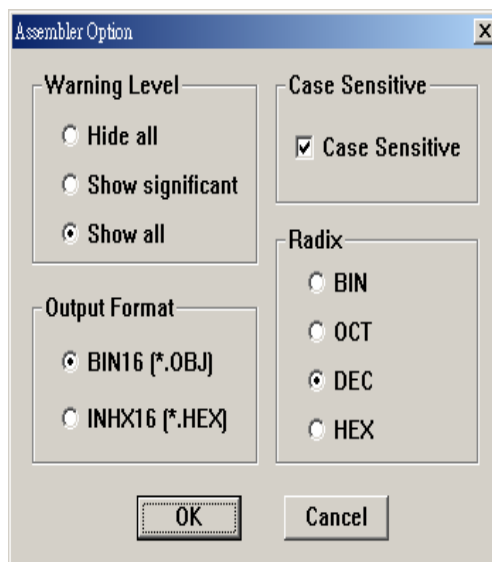 Assembler Option
Warning Level
Hide all
Show significant
Show all
Case Sensitive
Case Sensitive
Output Format
BIN16 (*.OBJ)
INHX16 (*.HEX)
Radix
BIN
OCT
DEC
HEX
OK
Cancel